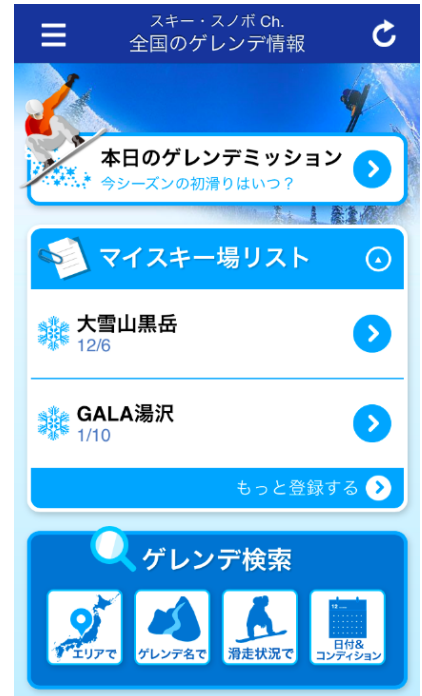 スキー・スノボ Ch.
全国のゲレンデ情報
本日のゲレンデミッション
今シーズンの初滑りはいつ？
マイスキー場リスト
大雪山黒岳
12/6
GALA湯沢
1/10
もっと登録する
ゲレンデ検索
エリアで
ゲレンデ名で
滑走状況で
12
日付&
コンディション